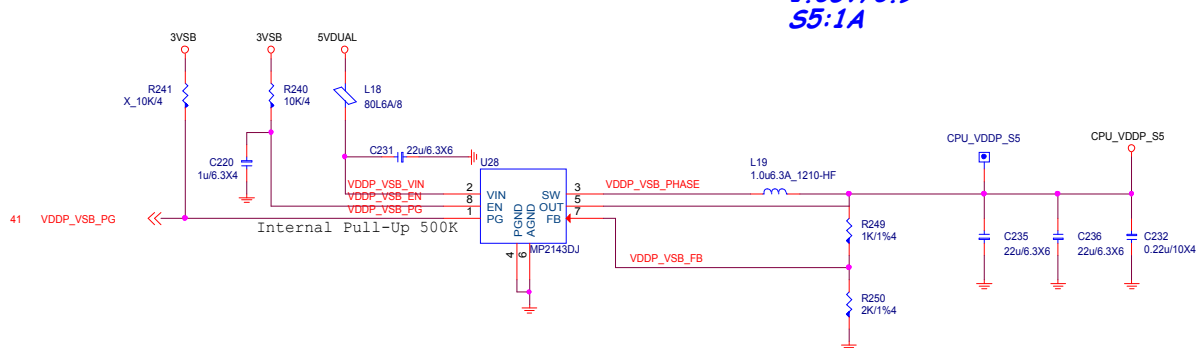 S5:1A
3VSB
3VSB
5VDUAL
R241
X_10K/4
R240
10K/4
L18
80L6A/8
C220
1u/6.3X4
C231
22u/6.3X6
U28
VDDP_VSB_VIN
VDDP_VSB_EN
VDDP_VSB_PG
2
8
1
VIN
EN
PG
SW
OUT
FB
PGND
AGND
4
6
3
5
7
MP2143DJ
41
VDDP_VSB_PG
Internal Pull-Up 500K
VDDP_VSB_PHASE
L19
1.0u6.3A_1210-HF
VDDP_VSB_FB
R249
1K/1%4
R250
2K/1%4
CPU_VDDP_S5
CPU_VDDP_S5
C235
22u/6.3X6
C236
22u/6.3X6
C232
0.22u/10X4